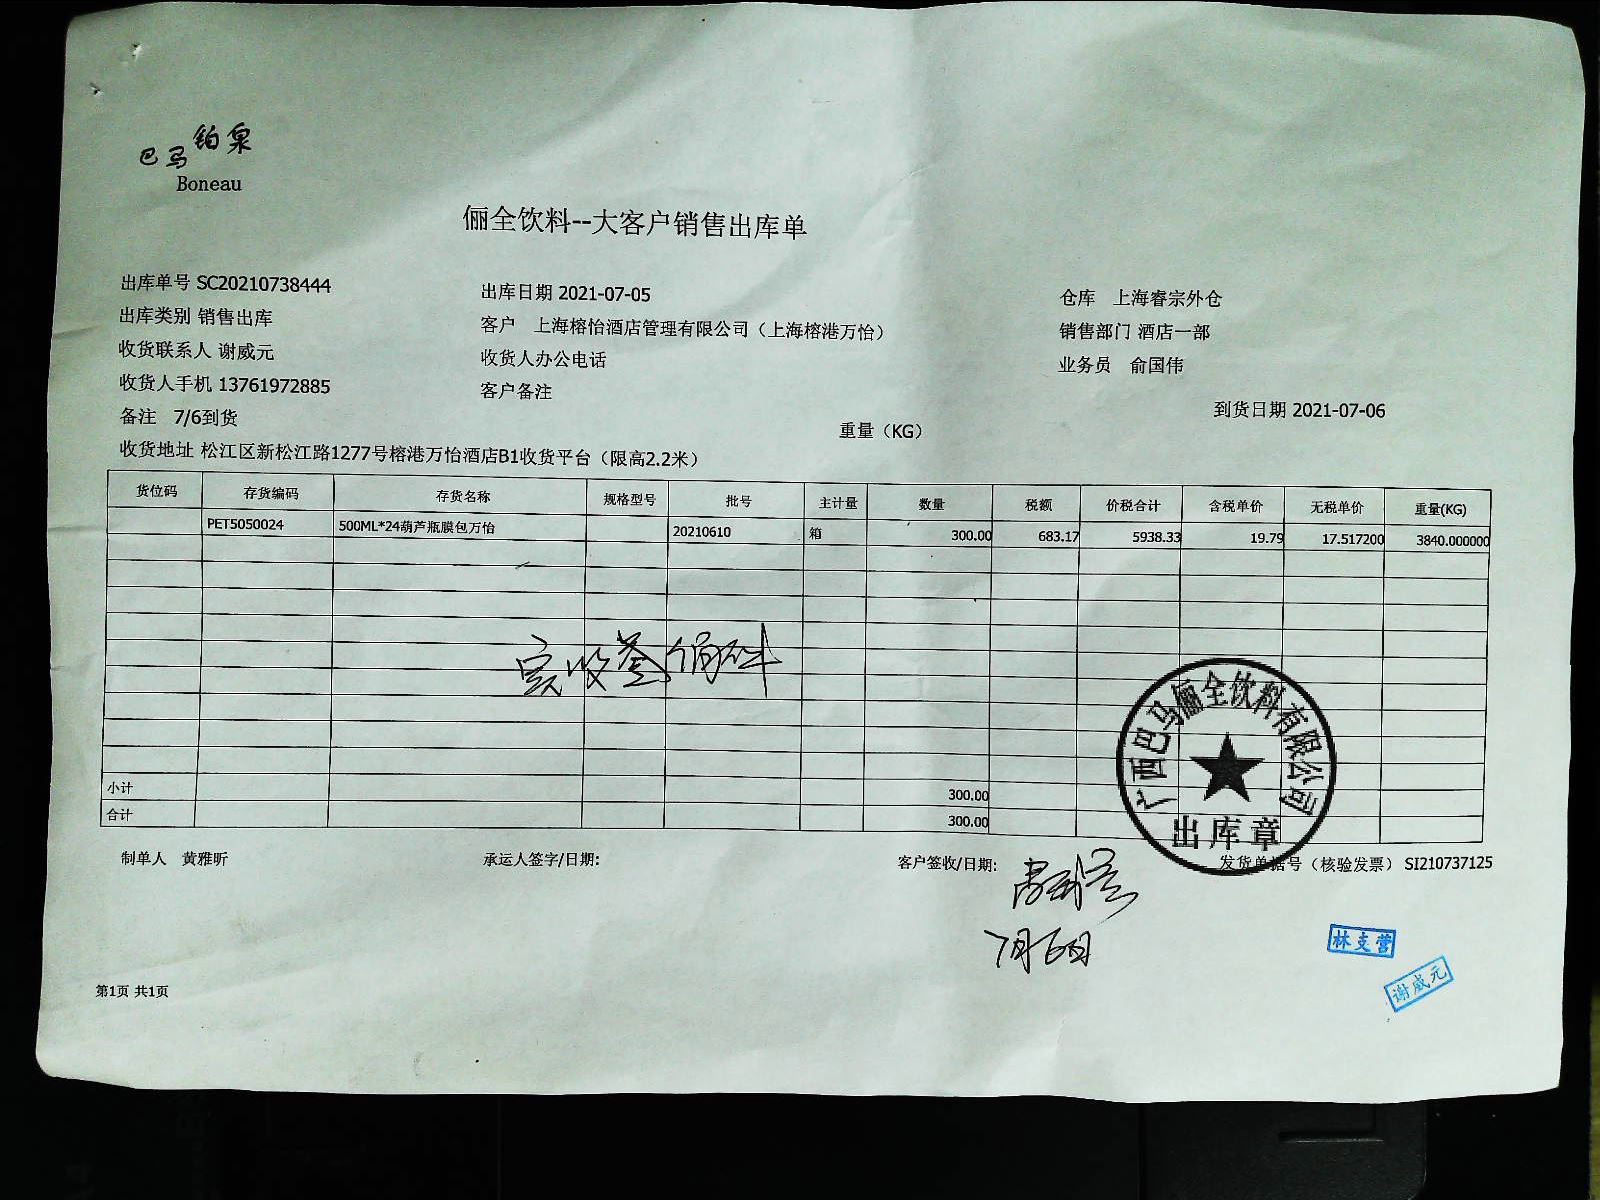 巴马铂泉
Boneau
俪全饮料--大客户销售出库单
出库单号 SC20210738444 出库日期 2021-07-05 仓库 上海睿宗外仓
出库类别 销售出库 客户 上海榕怡酒店管理有限公司（上海榕港万怡） 销售部门 酒店一部
收货联系人 谢威元 收货人办公电话 业务员 俞国伟
收货人手机 13761972885 客户备注
备注 7/6到货 重量（KG） 到货日期 2021-07-06
收货地址 松江区新松江路1277号榕港万怡酒店B1收货平台（限高2.2米）
货位码 存货编码 存货名称 规格型号 批号 主计量 数量 税额 价税合计 含税单价 无税单价 重量(KG)
PET5050024 500ML*24葫芦瓶膜包万怡 20210610 箱 300.00 683.17 5938.33 19.79 17.517200 3840.000000
实收叁佰件
广西巴马俪全饮料有限公司
出库章
小计 300.00
合计 300.00
制单人 黄雅昕 承运人签字/日期: 客户签收/日期: 发货单据号（核验发票） SI210737125
7月6日
林支营
谢威元
第1页 共1页